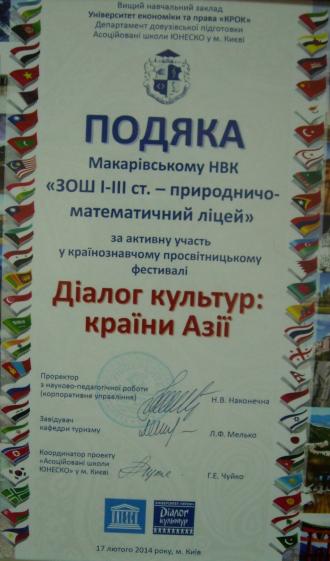 Вищий навчальний заклад
Університет економіки та права «КРОК»
Департамент довузівської підготовки
Асоційовані школи ЮНЕСКО у м. Києві
ПОДЯКА
Макарівському НВК
«ЗОШ І-ІІІ ст. – природничо-
математичний ліцей»
за активну участь
у країнознавчому просвітницькому
фестивалі
Діалог культур:
країни Азії
Проректор
з науково-педагогічної роботи
(корпоративне управління)
Н.В. Наконечна
Завідувач
кафедри туризму
Л.Ф. Мелько
Координатор проекту
«Асоційовані школи
ЮНЕСКО» у м. Києві
Г.Е. Чуйко
Діалог
культур
17 лютого 2014 року, м. Київ